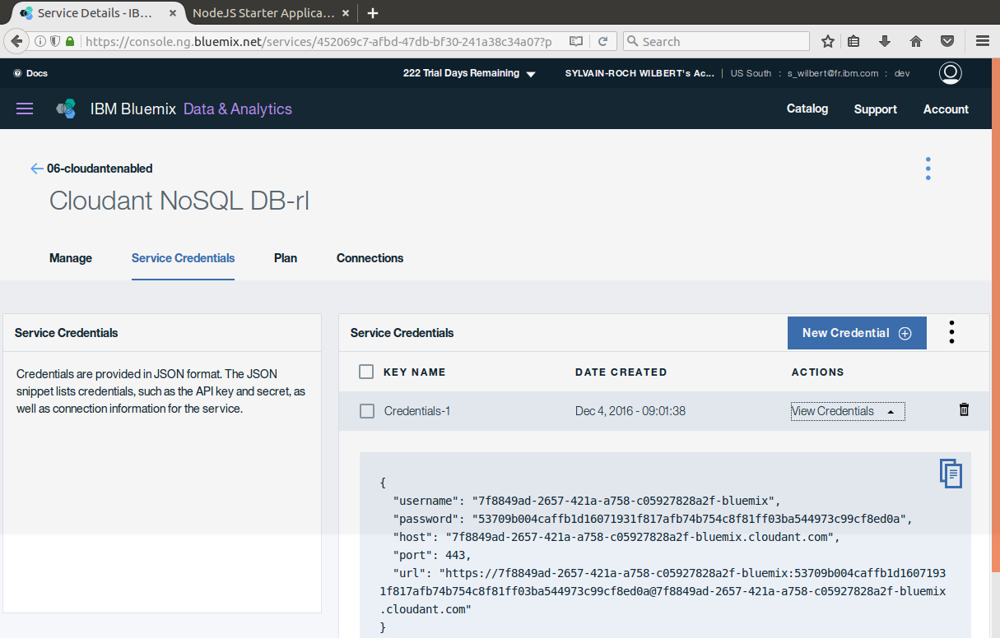 Service Details - IB...
NodeJS Starter Applica...
https://console.ng.bluemix.net/services/452069c7-afbd-47db-bf30-241a38c34a07?p
Search
Docs
222 Trial Days Remaining
SYLVAIN-ROCH WILBERT's Ac... | US South : s_wilbert@fr.ibm.com : dev
IBM Bluemix Data & Analytics
Catalog
Support
Account
06-cloudantenabled
Cloudant NoSQL DB-rl
Manage
Service Credentials
Plan
Connections
Service Credentials
Credentials are provided in JSON format. The JSON
snippet lists credentials, such as the API key and secret, as
well as connection information for the service.
Service Credentials
New Credential
KEY NAME
DATE CREATED
ACTIONS
Credentials-1
Dec 4, 2016 - 09:01:38
View Credentials
{
"username": "7f8849ad-2657-421a-a758-c05927828a2f-bluemix",
"password": "53709b004caffb1d16071931f817afb74b754c8f81ff03ba544973c99cf8ed0a",
"host": "7f8849ad-2657-421a-a758-c05927828a2f-bluemix.cloudant.com",
"port": 443,
"url": "https://7f8849ad-2657-421a-a758-c05927828a2f-bluemix:53709b004caffb1d1607193
1f817afb74b754c8f81ff03ba544973c99cf8ed0a@7f8849ad-2657-421a-a758-c05927828a2f-bluemix
.cloudant.com"
}